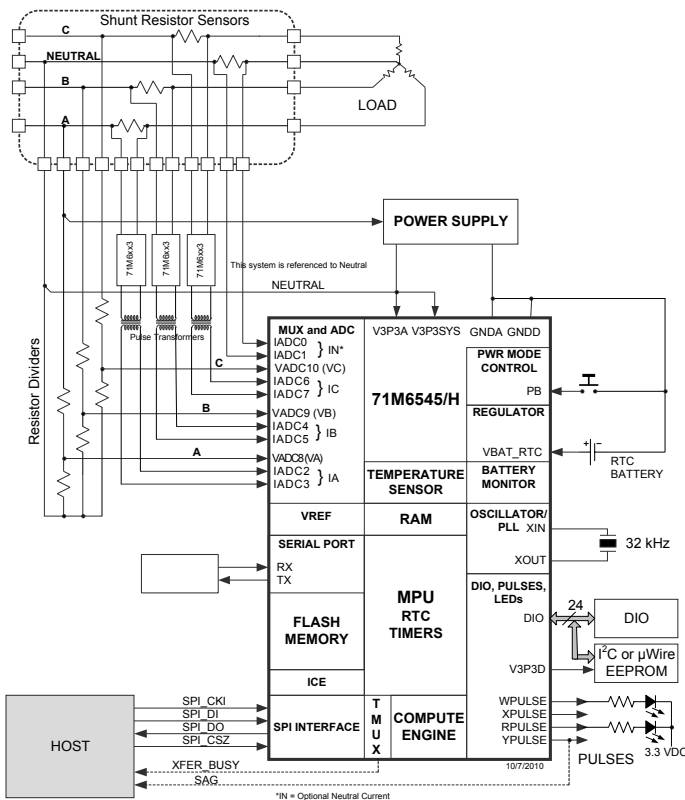 Shunt Resistor Sensors
C
NEUTRAL
B
A
LOAD
POWER SUPPLY
71M6xx3
71M6xx3
71M6xx3
This system is referenced to Neutral
NEUTRAL
Pulse Transformers
Resistor Dividers
MUX and ADC
IADC0
IADC1 } IN*
VADC10 (VC)
IADC6
IADC7 } IC
VADC9 (VB)
IADC4
IADC5 } IB
VADC8 (VA)
IADC2
IADC3 } IA
C
B
A
V3P3A V3P3SYS
GNDA GNDD
71M6545/H
PWR MODE CONTROL
PB
REGULATOR
VBAT_RTC
RTC BATTERY
+ –
TEMPERATURE SENSOR
BATTERY MONITOR
VREF
RAM
OSCILLATOR/ PLL
XIN
XOUT
32 kHz
SERIAL PORT
RX
TX
MPU
RTC
TIMERS
DIO, PULSES, LEDs
DIO
24
DIO
I2C or µWire
EEPROM
V3P3D
FLASH MEMORY
ICE
SPI INTERFACE
TMUX
COMPUTE ENGINE
WPULSE
XPULSE
RPULSE
YPULSE
PULSES
3.3 VDC
10/7/2010
HOST
SPI_CKI
SPI_DI
SPI_DO
SPI_CSZ
XFER_BUSY
SAG
*IN = Optional Neutral Current